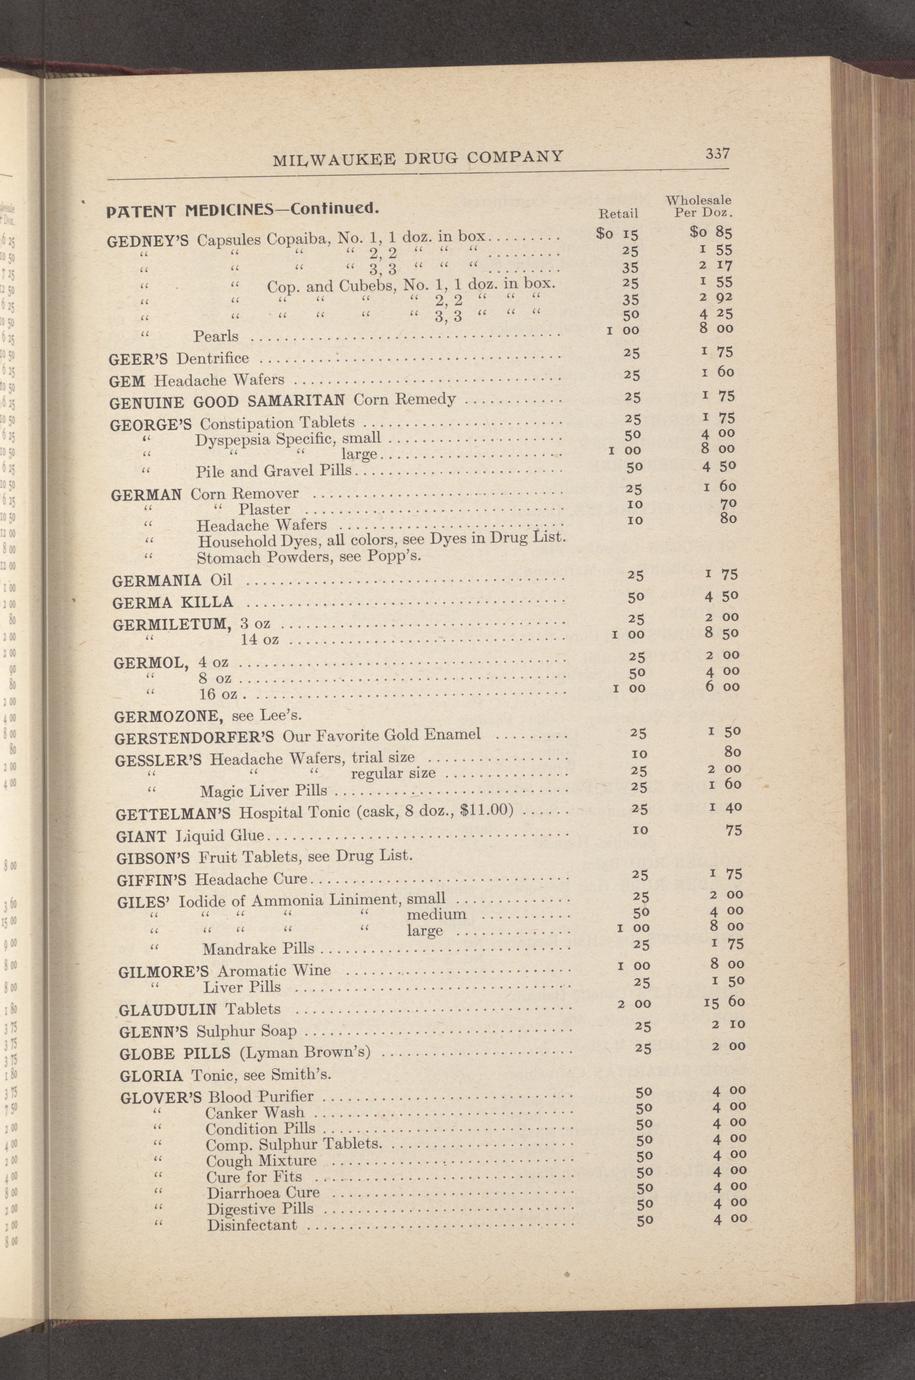 MILWAUKEE DRUG COMPANY 337
PATENT MEDICINES—Continued. Retail Wholesale Per Doz.
GEDNEY'S Capsules Copaiba, No. 1, 1 doz. in box......... $0 15 $0 85
" " " " 2, 2 " " " ......... 25 1 55
" " " " 3, 3 " " " ......... 35 2 17
" " Cop. and Cubebs, No. 1, 1 doz. in box. 25 1 55
" " " " " " 2, 2 " " " 35 2 92
" " " " " " 3, 3 " " " 50 4 25
" Pearls .................................... 1 00 8 00
GEER'S Dentrifice ................................... 25 1 75
GEM Headache Wafers ............................... 25 1 60
GENUINE GOOD SAMARITAN Corn Remedy ............ 25 1 75
GEORGE'S Constipation Tablets ....................... 25 1 75
" Dyspepsia Specific, small .................... 50 4 00
" " " large..................... 1 00 8 00
" Pile and Gravel Pills........................ 50 4 50
GERMAN Corn Remover ............................. 25 1 60
" " Plaster .............................. 10 70
" Headache Wafers .......................... 10 80
" Household Dyes, all colors, see Dyes in Drug List.
" Stomach Powders, see Popp's.
GERMANIA Oil ..................................... 25 1 75
GERMA KILLA ..................................... 50 4 50
GERMILETUM, 3 oz ................................. 25 2 00
" 14 oz ................................ 1 00 8 50
GERMOL, 4 oz ...................................... 25 2 00
" 8 oz ...................................... 50 4 00
" 16 oz ..................................... 1 00 6 00
GERMOZONE, see Lee's.
GERSTENDORFER'S Our Favorite Gold Enamel ......... 25 1 50
GESSLER'S Headache Wafers, trial size ................ 10 80
" " " regular size .............. 25 2 00
" Magic Liver Pills ........................... 25 1 60
GETTELMAN'S Hospital Tonic (cask, 8 doz., $11.00) ...... 25 1 40
GIANT Liquid Glue................................... 10 75
GIBSON'S Fruit Tablets, see Drug List.
GIFFIN'S Headache Cure.............................. 25 1 75
GILES' Iodide of Ammonia Liniment, small ............. 25 2 00
" " " " " medium .......... 50 4 00
" " " " " large ............. 1 00 8 00
" Mandrake Pills............................. 25 1 75
GILMORE'S Aromatic Wine .......................... 1 00 8 00
" Liver Pills ................................ 25 1 50
GLAUDULIN Tablets ................................ 2 00 15 60
GLENN'S Sulphur Soap ............................... 25 2 10
GLOBE PILLS (Lyman Brown's) ...................... 25 2 00
GLORIA Tonic, see Smith's.
GLOVER'S Blood Purifier ............................. 50 4 00
" Canker Wash .............................. 50 4 00
" Condition Pills ............................. 50 4 00
" Comp. Sulphur Tablets...................... 50 4 00
" Cough Mixture ............................ 50 4 00
" Cure for Fits .............................. 50 4 00
" Diarrhoea Cure ............................ 50 4 00
" Digestive Pills ............................. 50 4 00
" Disinfectant ............................... 50 4 00